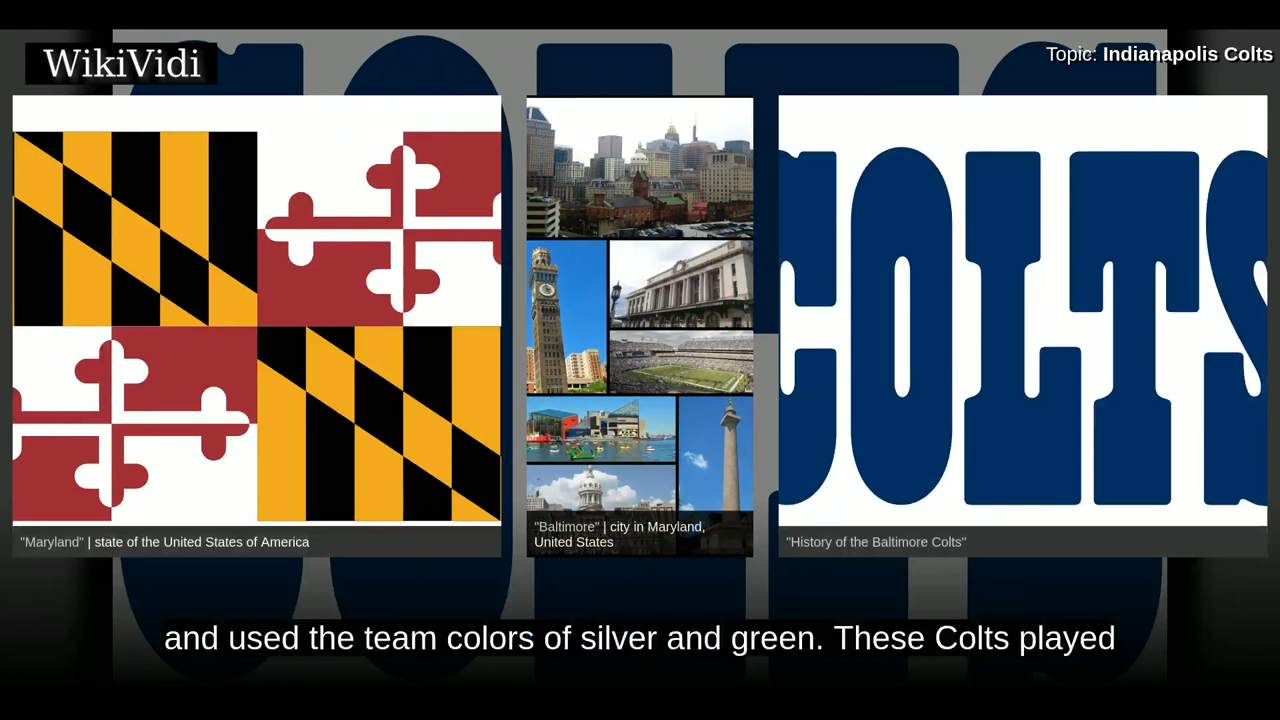 WikiVidi
Topic: Indianapolis Colts
COLTS
"Maryland" | state of the United States of America
"Baltimore" | city in Maryland,
United States
"History of the Baltimore Colts"
and used the team colors of silver and green. These Colts played